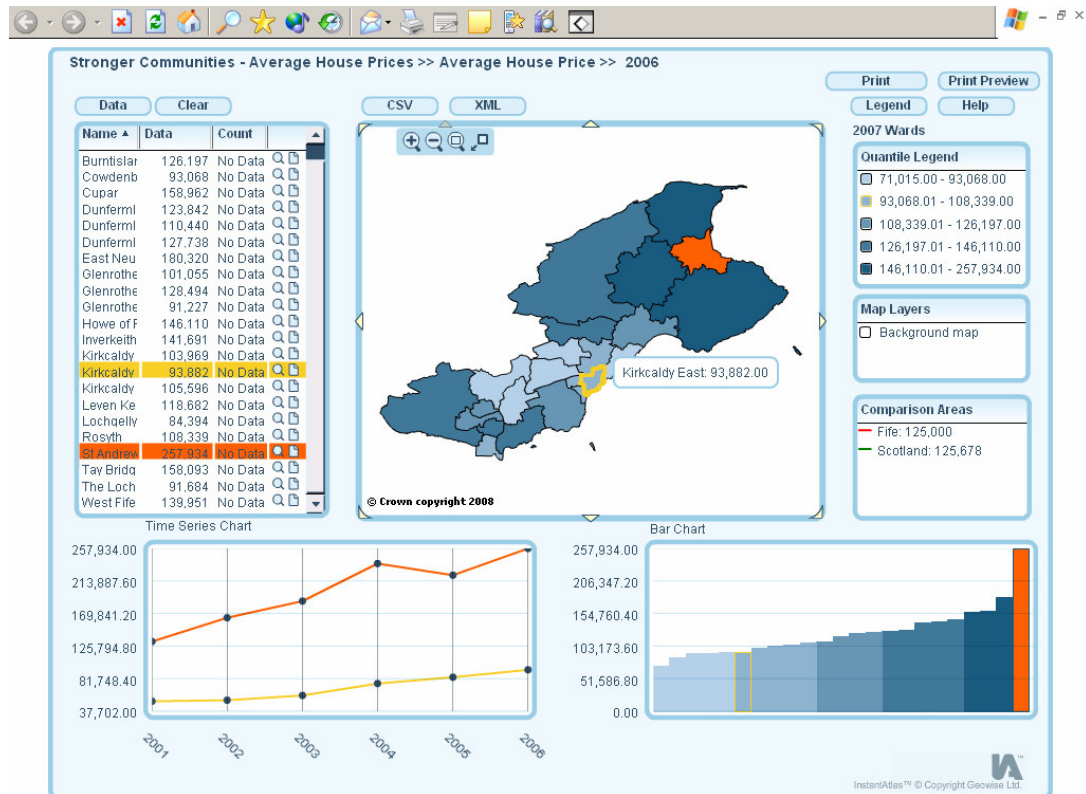 Stronger Communities - Average House Prices >> Average House Price >> 2006
Print
Print Preview
Data
Clear
CSV
XML
Legend
Help
2007 Wards
Name Data Count
Burntislar 126,197 No Data
Cowdenb 93,068 No Data
Cupar 158,962 No Data
Dunferml 123,842 No Data
Dunferml 110,440 No Data
Dunferml 127,738 No Data
East Neu 180,320 No Data
Glenrothe 101,055 No Data
Glenrothe 128,494 No Data
Glenrothe 91,227 No Data
Howe of F 146,110 No Data
Inverkeith 141,691 No Data
Kirkcaldy 103,969 No Data
Kirkcaldy 93,882 No Data
Kirkcaldy 105,596 No Data
Leven Ke 118,682 No Data
Lochgelly 84,394 No Data
Rosyth 108,339 No Data
St Andrew 257,934 No Data
Tay Bridg 158,093 No Data
The Loch 91,684 No Data
West Fife 139,951 No Data
Kirkcaldy East: 93,882.00
© Crown copyright 2008
Quantile Legend
71,015.00 - 93,068.00
93,068.01 - 108,339.00
108,339.01 - 126,197.00
126,197.01 - 146,110.00
146,110.01 - 257,934.00
Map Layers
Background map
Comparison Areas
Fife: 125,000
Scotland: 125,678
Time Series Chart
257,934.00
213,887.60
169,841.20
125,794.80
81,748.40
37,702.00
2001
2002
2003
2004
2005
2006
Bar Chart
257,934.00
206,347.20
154,760.40
103,173.60
51,586.80
0.00
IA™
InstantAtlas™ © Copyright Geowise Ltd.